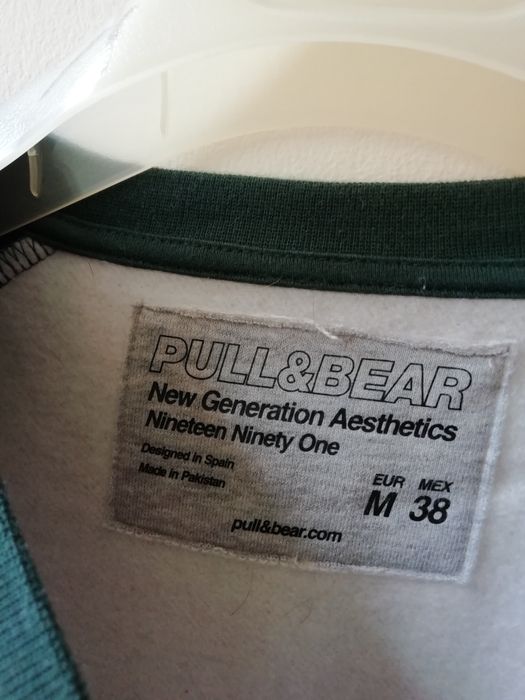 PULL&BEAR
New Generation Aesthetics
Nineteen Ninety One
Designed in Spain
Made in Pakistan
EUR MEX
M 38
pull&bear.com